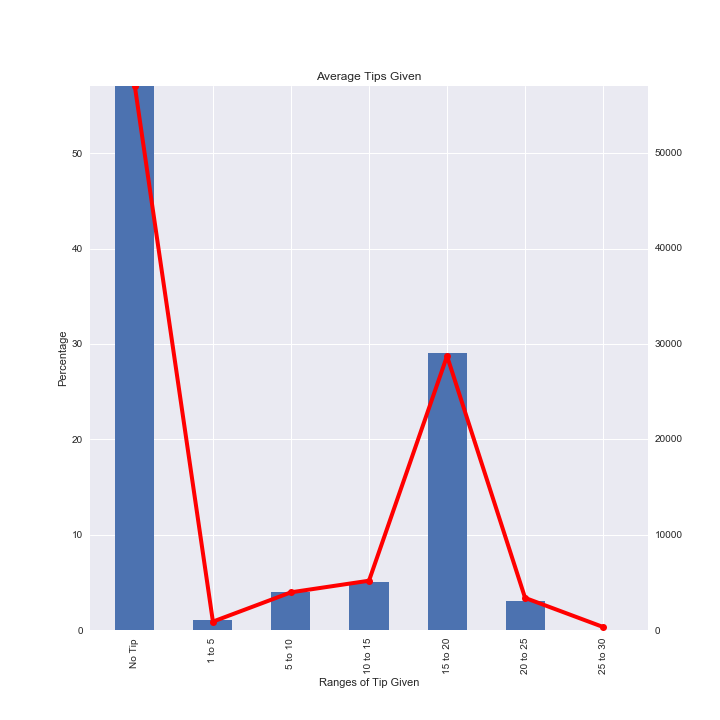 Average Tips Given
Percentage
50
40
30
20
10
0
50000
40000
30000
20000
10000
0
No Tip
1 to 5
5 to 10
10 to 15
15 to 20
20 to 25
25 to 30
Ranges of Tip Given